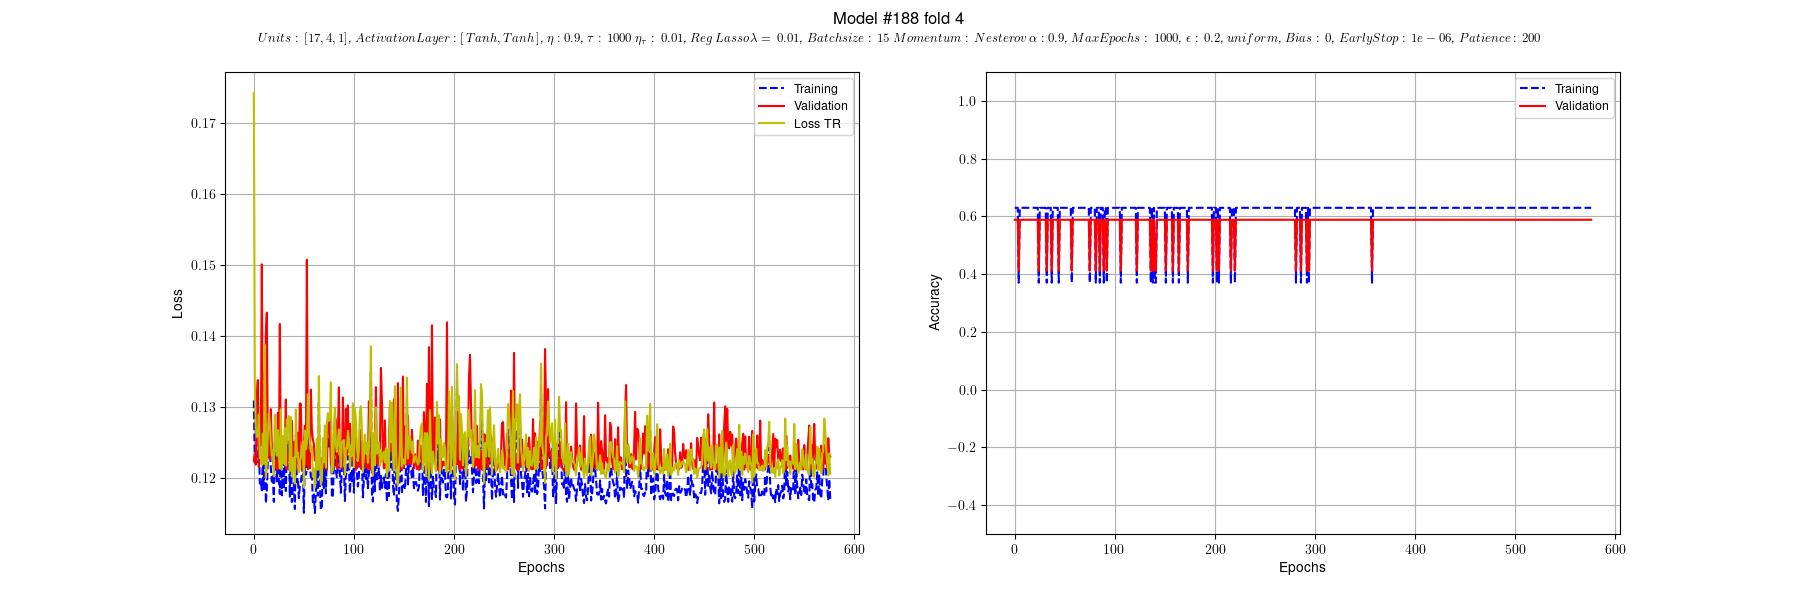 Model #188 fold 4
Units : [17, 4, 1], ActivationLayer : [Tanh, Tanh], η : 0.9, τ : 1000 η_τ : 0.01, Reg Lassoλ = 0.01, Batchsize : 15 Momentum : Nesterov α : 0.9, MaxEpochs : 1000, ϵ : 0.2, uniform, Bias : 0, EarlyStop : 1e − 06, Patience : 200
Training
Validation
Loss TR
0.17
0.16
0.15
0.14
0.13
0.12
Loss
0 100 200 300 400 500 600
Epochs
Training
Validation
1.0
0.8
0.6
0.4
0.2
0.0
−0.2
−0.4
Accuracy
0 100 200 300 400 500 600
Epochs